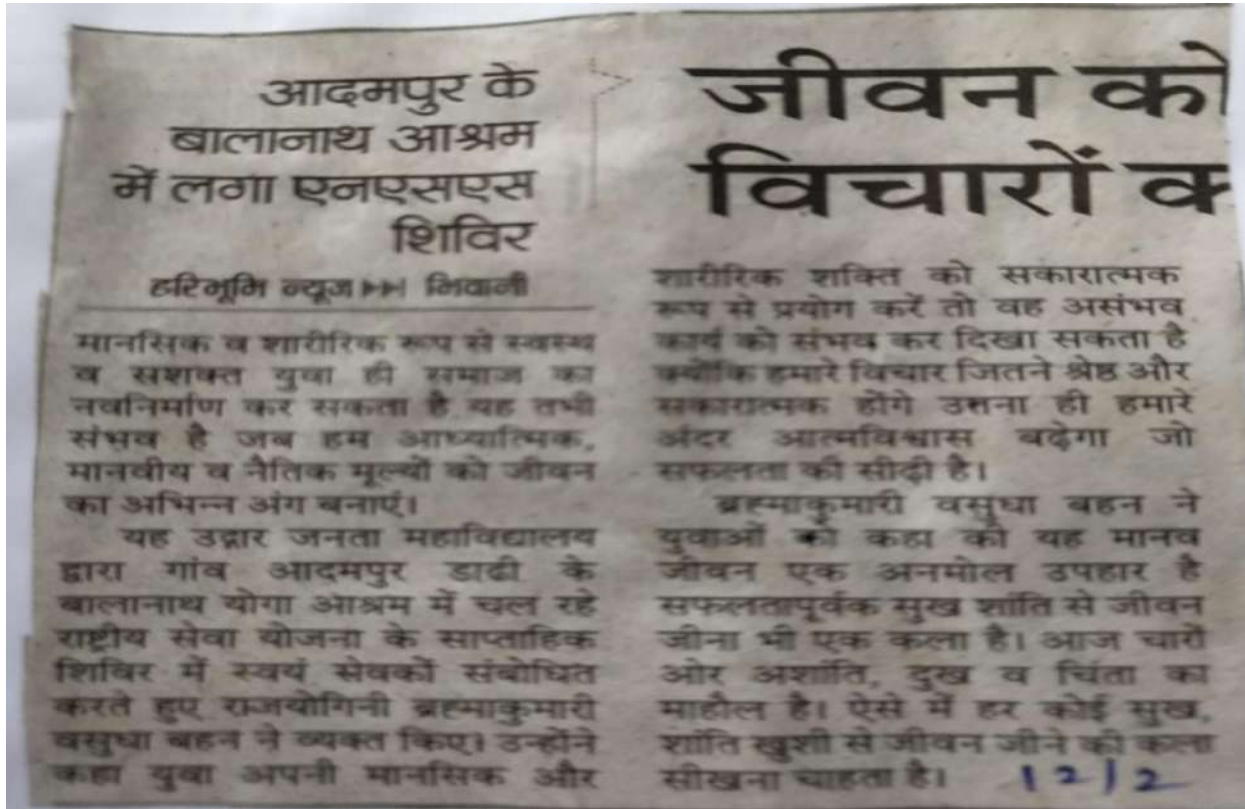 आदमपुर के
बालानाथ आश्रम
में लगा एनएसएस
शिविर
जीवन को
विचारों क
हरिभूमि न्यूज ▸▸| भिवानी
मानसिक व शारीरिक रूप से स्वस्थ
व सशक्त युवा ही समाज का
नवनिर्माण कर सकता है यह तभी
संभव है जब हम आध्यात्मिक,
मानवीय व नैतिक मूल्यों को जीवन
का अभिन्न अंग बनाएं।
यह उद्गार जनता महाविद्यालय
द्वारा गांव आदमपुर डाढी के
बालानाथ योगा आश्रम में चल रहे
राष्ट्रीय सेवा योजना के साप्ताहिक
शिविर में स्वयं सेवकों संबोधित
करते हुए राजयोगिनी ब्रह्माकुमारी
वसुधा बहन ने व्यक्त किए। उन्होंने
कहा युवा अपनी मानसिक और
शारीरिक शक्ति को सकारात्मक
रूप से प्रयोग करें तो वह असंभव
कार्य को संभव कर दिखा सकता है
क्योंकि हमारे विचार जितने श्रेष्ठ और
सकारात्मक होंगे उतना ही हमारे
अंदर आत्मविश्वास बढ़ेगा जो
सफलता की सीढ़ी है।
ब्रह्माकुमारी वसुधा बहन ने
युवाओं को कहा की यह मानव
जीवन एक अनमोल उपहार है
सफलतापूर्वक सुख शांति से जीवन
जीना भी एक कला है। आज चारों
ओर अशांति, दुख व चिंता का
माहौल है। ऐसे में हर कोई सुख,
शांति खुशी से जीवन जीने की कला
सीखना चाहता है। 12/2